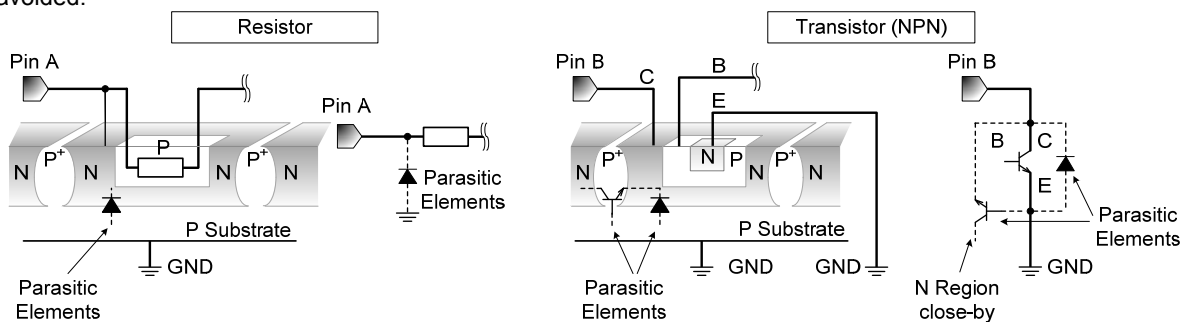 avoided.
Resistor
Pin A
P
N
P+
N
N
P+
N
P Substrate
GND
Parasitic
Elements
Pin A
Parasitic
Elements
Transistor (NPN)
Pin B
C
B
E
N
P+
N
N
P
N
P+
N
P Substrate
GND
GND
Parasitic
Elements
Pin B
B
C
E
Parasitic
Elements
GND
N Region
close-by